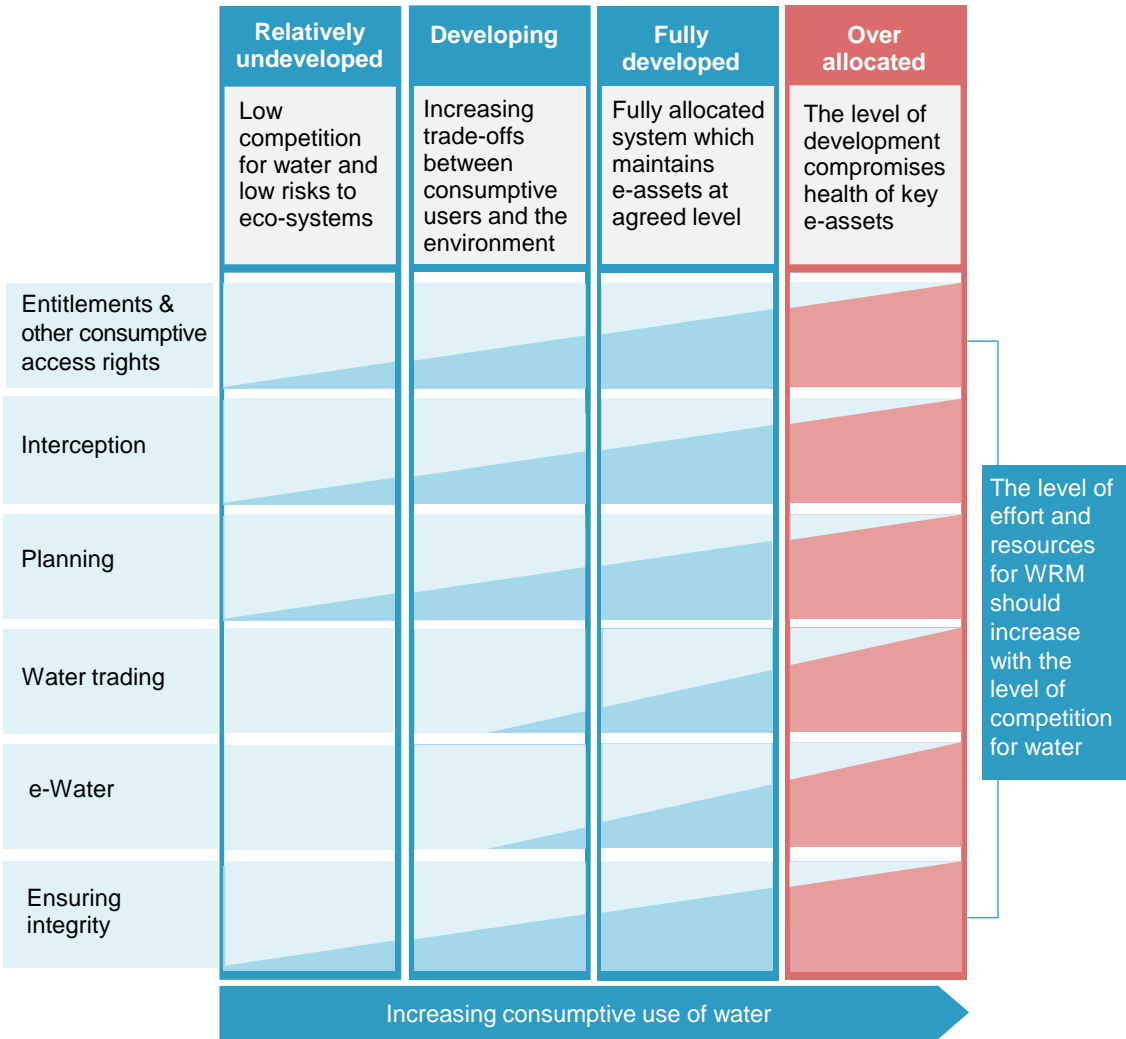 Relatively
undeveloped
Developing
Fully
developed
Over
allocated
Low
competition
for water and
low risks to
eco-systems
Increasing
trade-offs
between
consumptive
users and the
environment
Fully allocated
system which
maintains
e-assets at
agreed level
The level of
development
compromises
health of key
e-assets
Entitlements &
other consumptive
access rights
Interception
Planning
Water trading
e-Water
Ensuring
integrity
The level of
effort and
resources
for WRM
should
increase
with the
level of
competition
for water
Increasing consumptive use of water